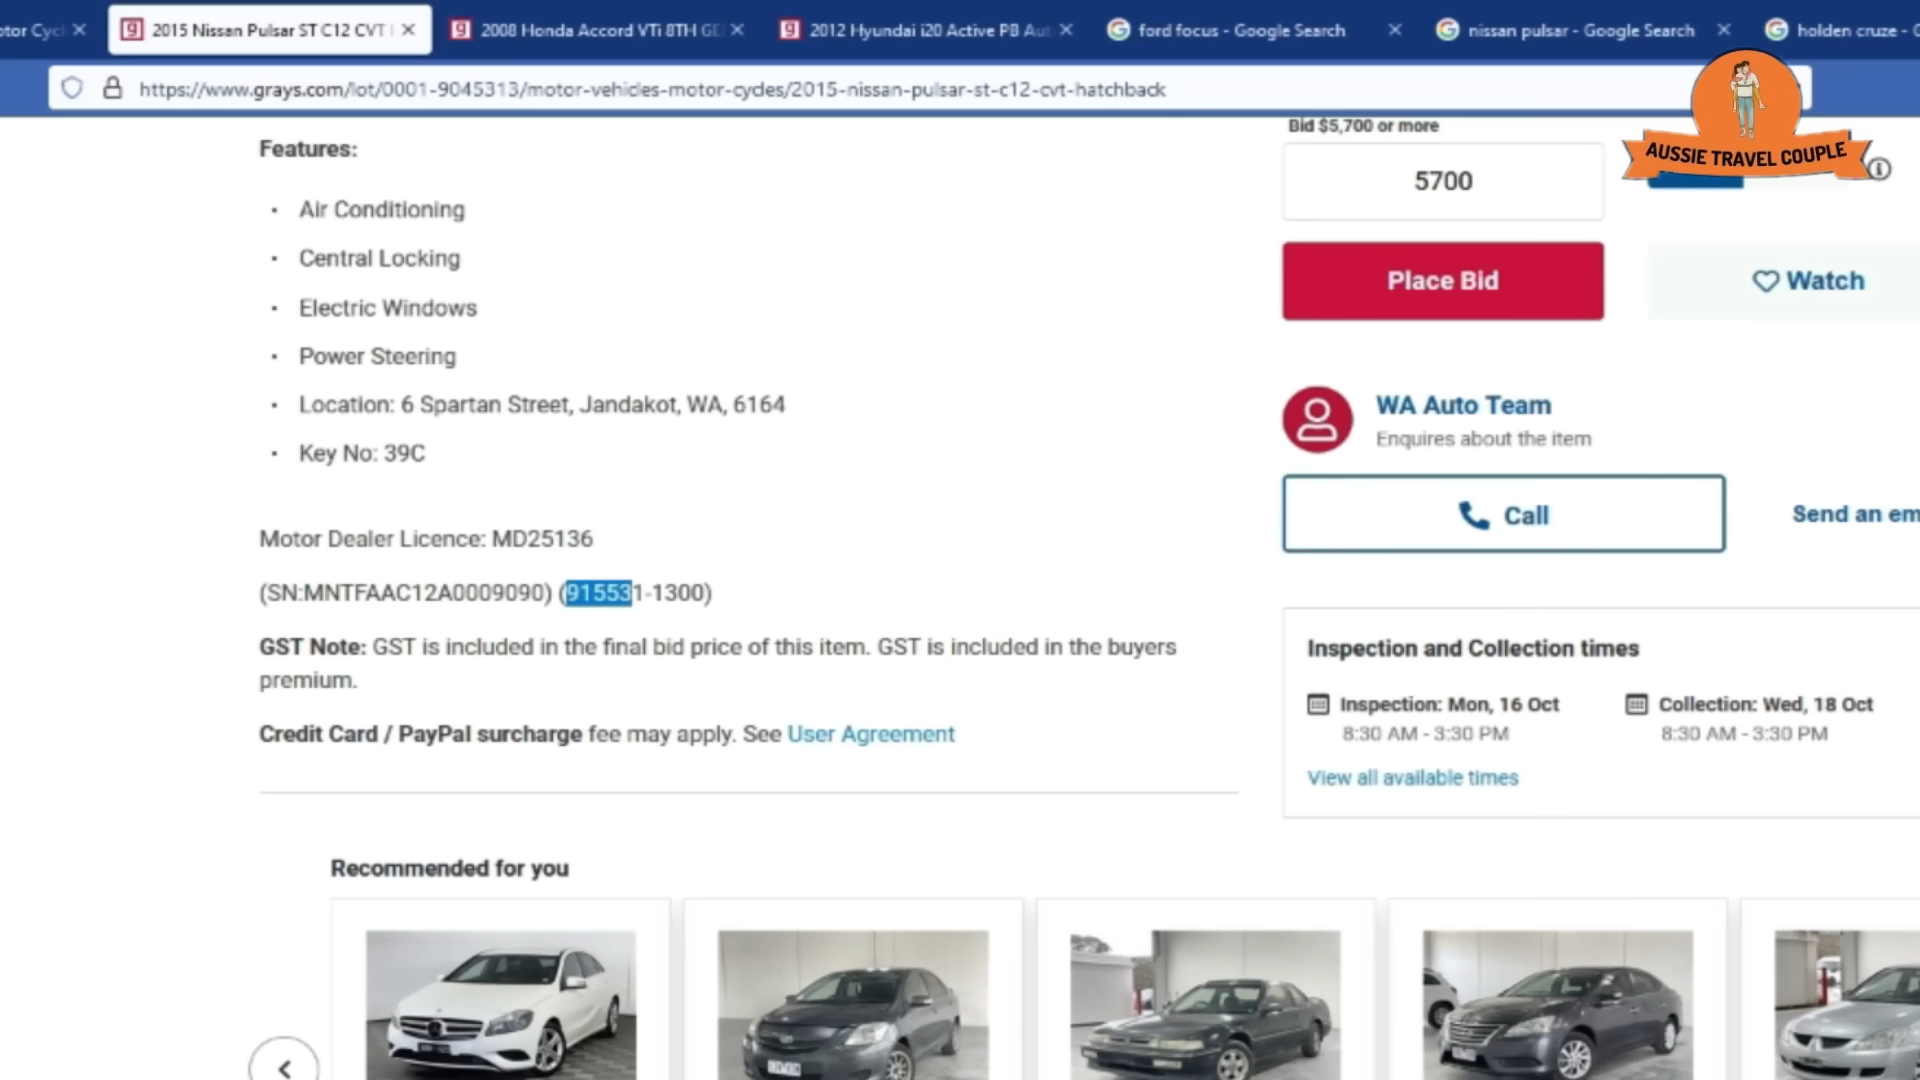 2015 Nissan Pulsar ST C12 CVT
2008 Honda Accord VTi 8TH GE
2012 Hyundai i20 Active PB Aut
ford focus - Google Search
nissan pulsar - Google Search
holden cruze -
https://www.grays.com/lot/0001-9045313/motor-vehicles-motor-cycles/2015-nissan-pulsar-st-c12-cvt-hatchback
AUSSIE TRAVEL COUPLE
Features:
• Air Conditioning
• Central Locking
• Electric Windows
• Power Steering
• Location: 6 Spartan Street, Jandakot, WA, 6164
• Key No: 39C
Motor Dealer Licence: MD25136
(SN:MNTFAAC12A0009090) (915531-1300)
GST Note: GST is included in the final bid price of this item. GST is included in the buyers
premium.
Credit Card / PayPal surcharge fee may apply. See User Agreement
Bid $5,700 or more
5700
Place Bid
Watch
WA Auto Team
Enquires about the item
Call
Send an em
Inspection and Collection times
Inspection: Mon, 16 Oct
8:30 AM - 3:30 PM
Collection: Wed, 18 Oct
8:30 AM - 3:30 PM
View all available times
Recommended for you